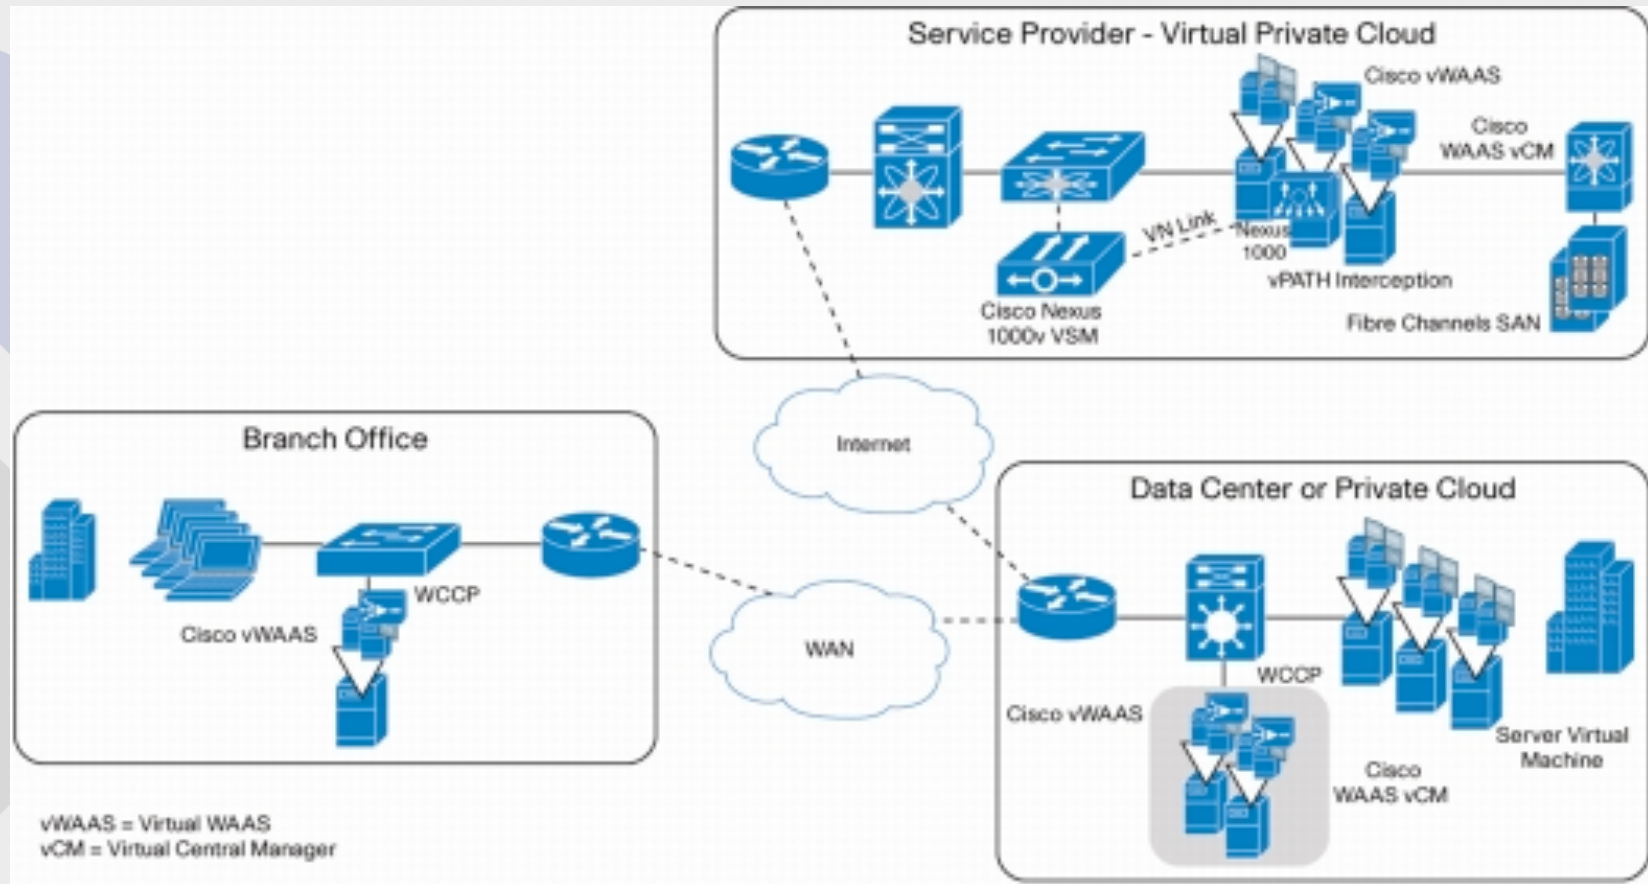 Service Provider - Virtual Private Cloud
Cisco vWAAS
Cisco
WAAS vCM
VN Link
Nexus
1000
vPATH Interception
Cisco Nexus
1000v VSM
Fibre Channels SAN
Internet
Branch Office
WCCP
Cisco vWAAS
WAN
Data Center or Private Cloud
WCCP
Cisco vWAAS
Server Virtual
Machine
Cisco
WAAS vCM
vWAAS = Virtual WAAS
vCM = Virtual Central Manager